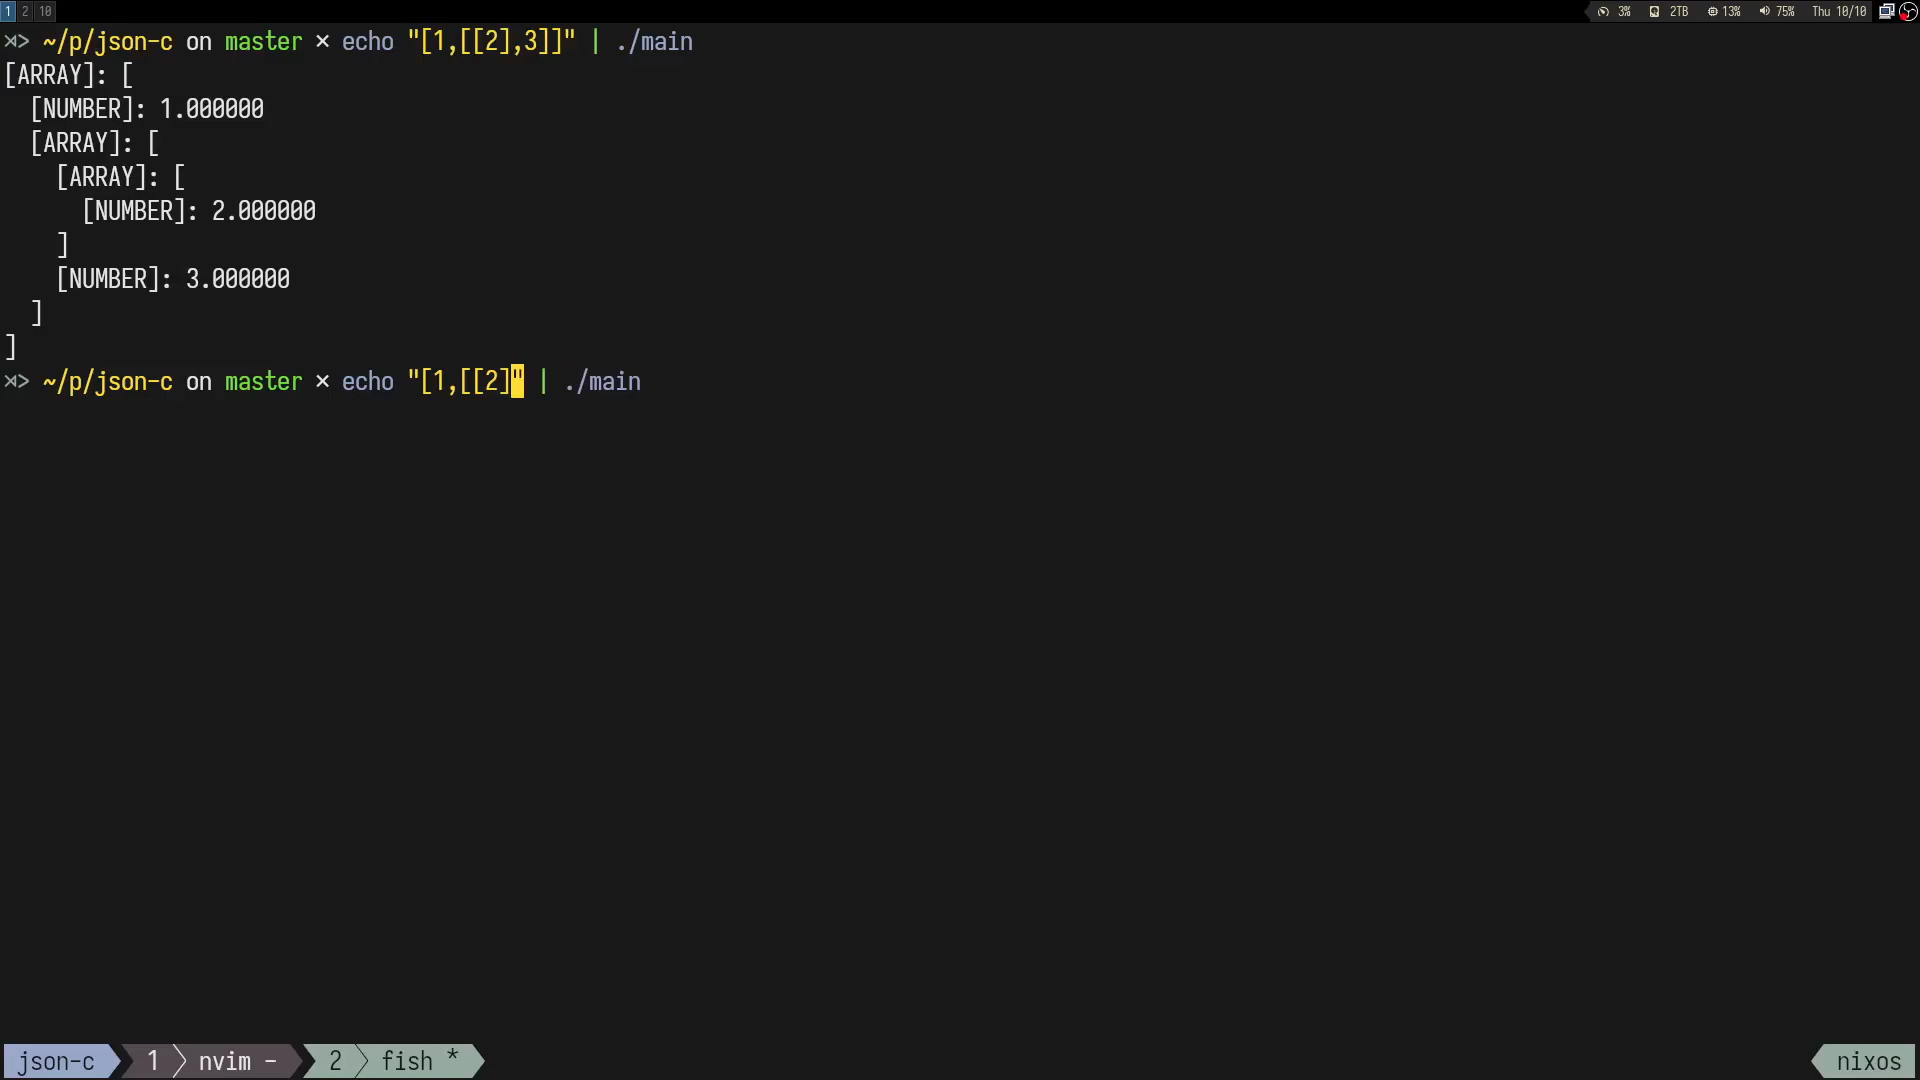 1 2 10 3% 2TB 13% 75% Thu 10/10
~/p/json-c on master × echo "[1,[[2],3]]" | ./main
[ARRAY]: [
  [NUMBER]: 1.000000
  [ARRAY]: [
    [ARRAY]: [
      [NUMBER]: 2.000000
    ]
    [NUMBER]: 3.000000
  ]
]
~/p/json-c on master × echo "[1,[[2]" | ./main
json-c 1 nvim - 2 fish * nixos